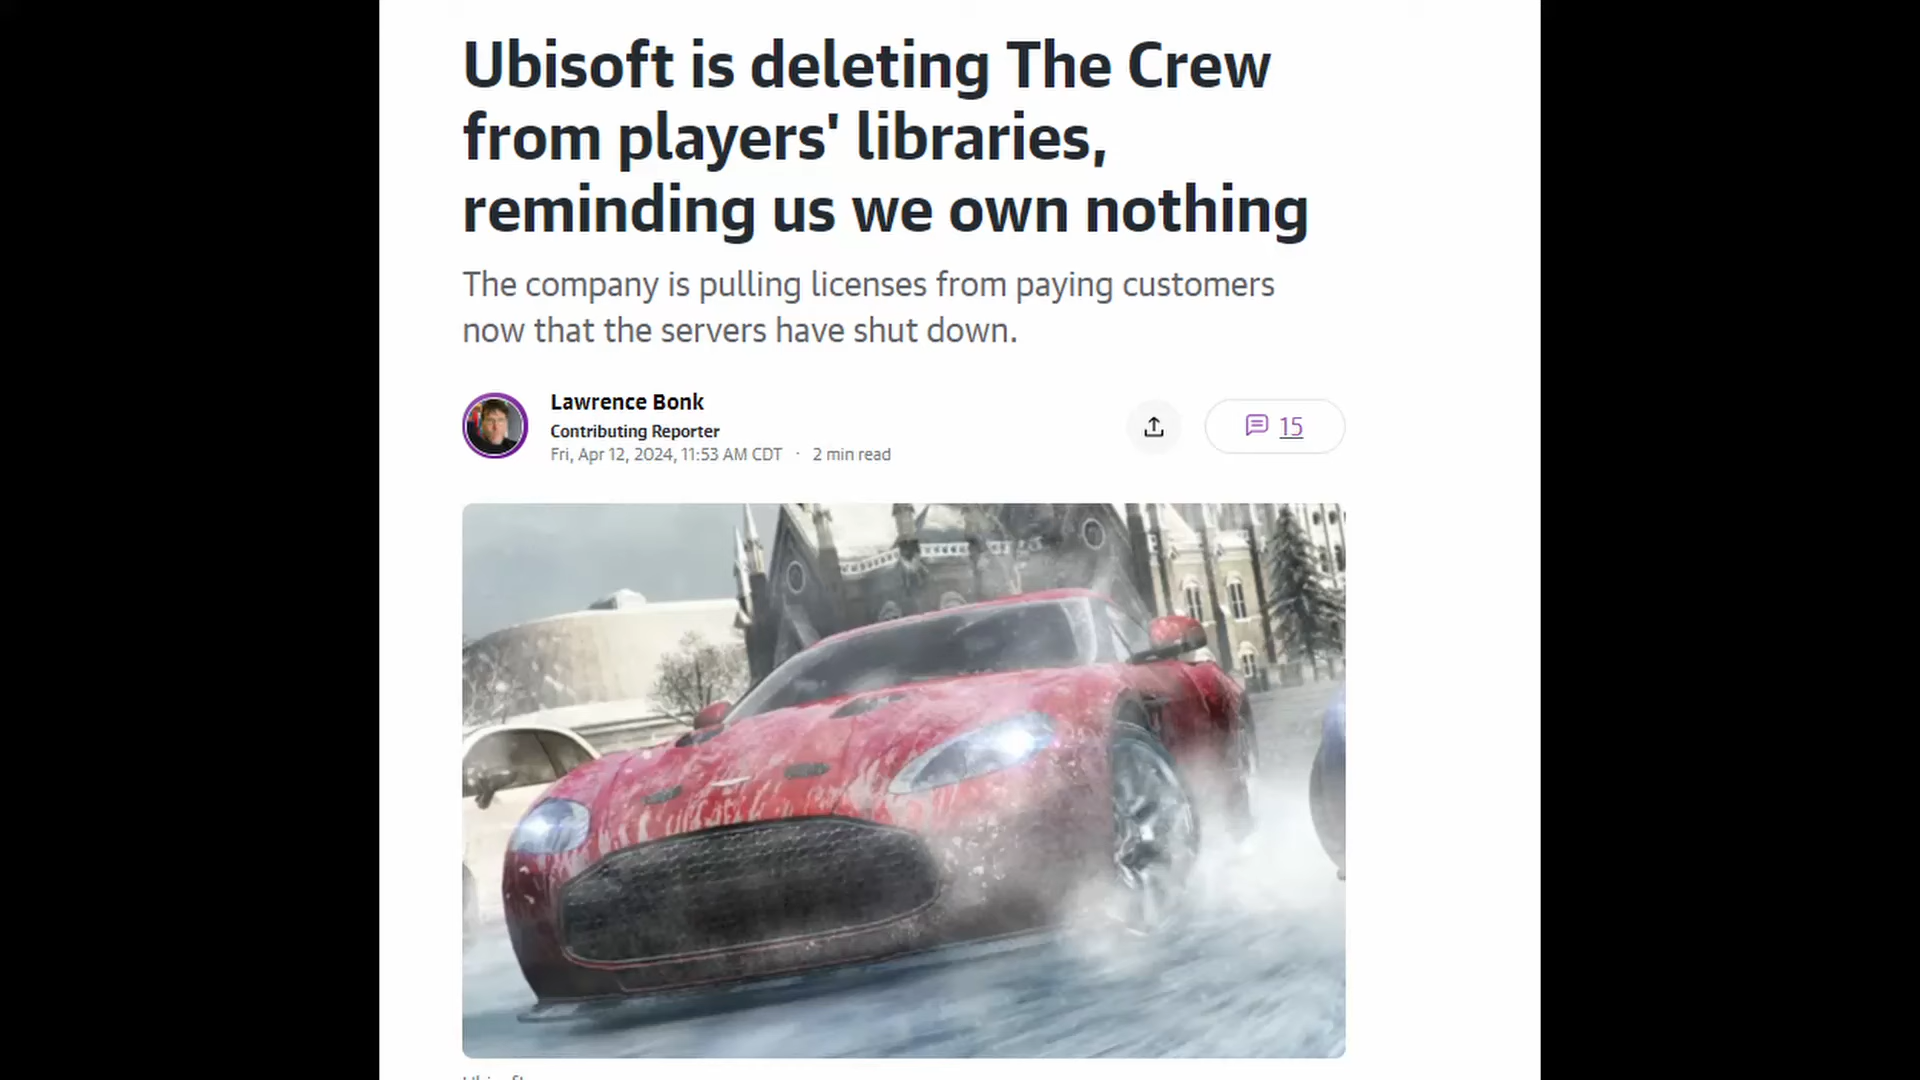 Ubisoft is deleting The Crew
from players' libraries,
reminding us we own nothing
The company is pulling licenses from paying customers
now that the servers have shut down.
Lawrence Bonk
Contributing Reporter
Fri, Apr 12, 2024, 11:53 AM CDT · 2 min read
15